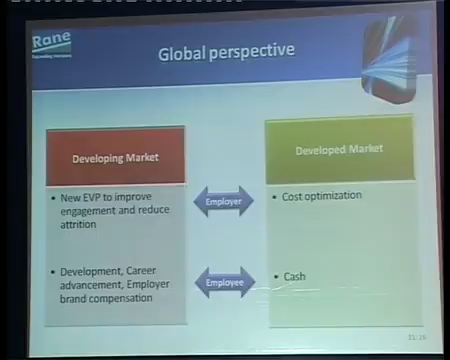 Rane
Global perspective
Developing Market
Developed Market
• New EVP to improve
engagement and reduce
attrition
Employer
• Cost optimization
• Development, Career
advancement, Employer
brand compensation
Employee
• Cash